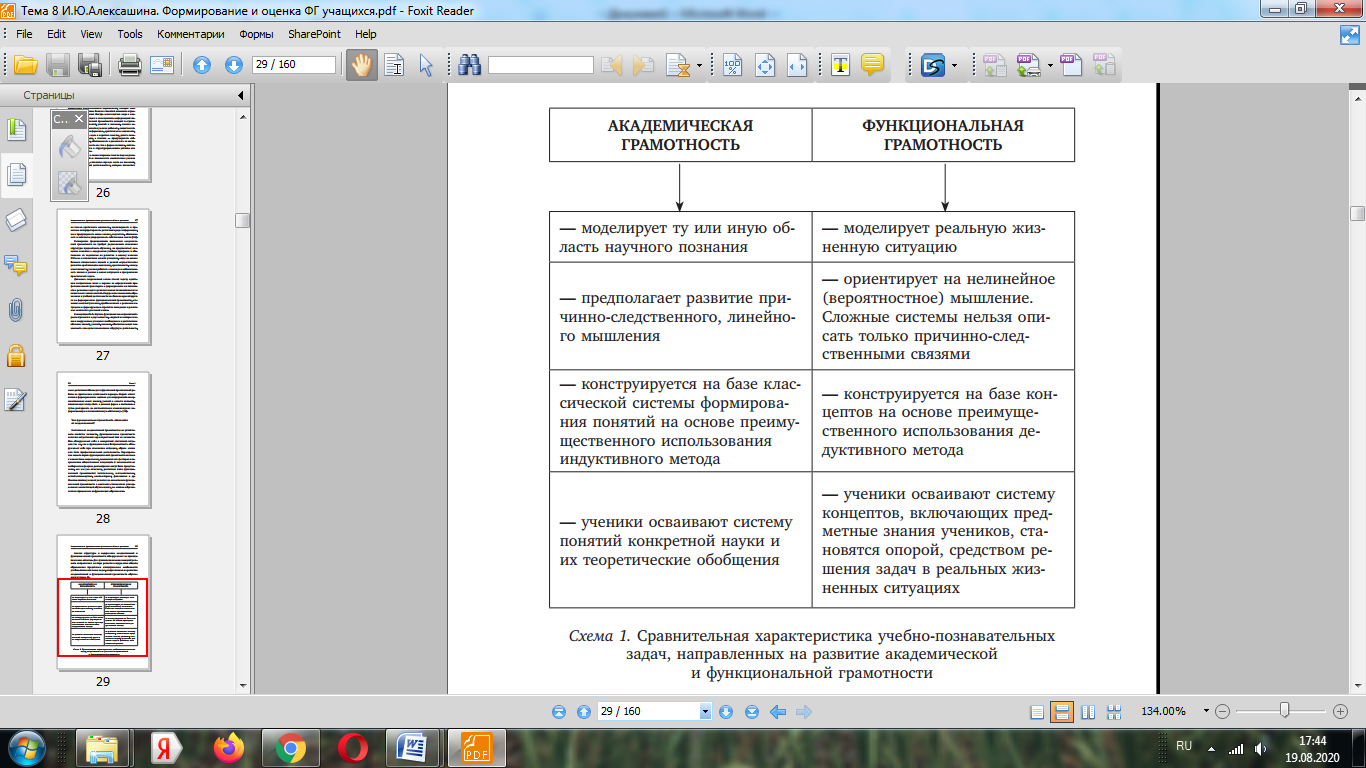 Тема 8 И.Ю.Алексашина. Формирование и оценка ФГ учащихся.pdf - Foxit Reader
File Edit View Tools Комментарии Формы SharePoint Help
29 / 160
Страницы
С...
26
27
28
29
АКАДЕМИЧЕСКАЯ
ГРАМОТНОСТЬ
ФУНКЦИОНАЛЬНАЯ
ГРАМОТНОСТЬ
— моделирует ту или иную об-
ласть научного познания
— моделирует реальную жиз-
ненную ситуацию
— предполагает развитие при-
чинно-следственного, линейно-
го мышления
— ориентирует на нелинейное
(вероятностное) мышление.
Сложные системы нельзя опи-
сать только причинно-след-
ственными связями
— конструируется на базе клас-
сической системы формирова-
ния понятий на основе преиму-
щественного использования
индуктивного метода
— конструируется на базе кон-
цептов на основе преимуще-
ственного использования де-
дуктивного метода
— ученики осваивают систему
понятий конкретной науки и
их теоретические обобщения
— ученики осваивают систему
концептов, включающих пред-
метные знания учеников, ста-
новятся опорой, средством ре-
шения задач в реальных жиз-
ненных ситуациях
Схема 1. Сравнительная характеристика учебно-познавательных
задач, направленных на развитие академической
и функциональной грамотности
29 / 160
134.00%
RU
17:44
19.08.2020